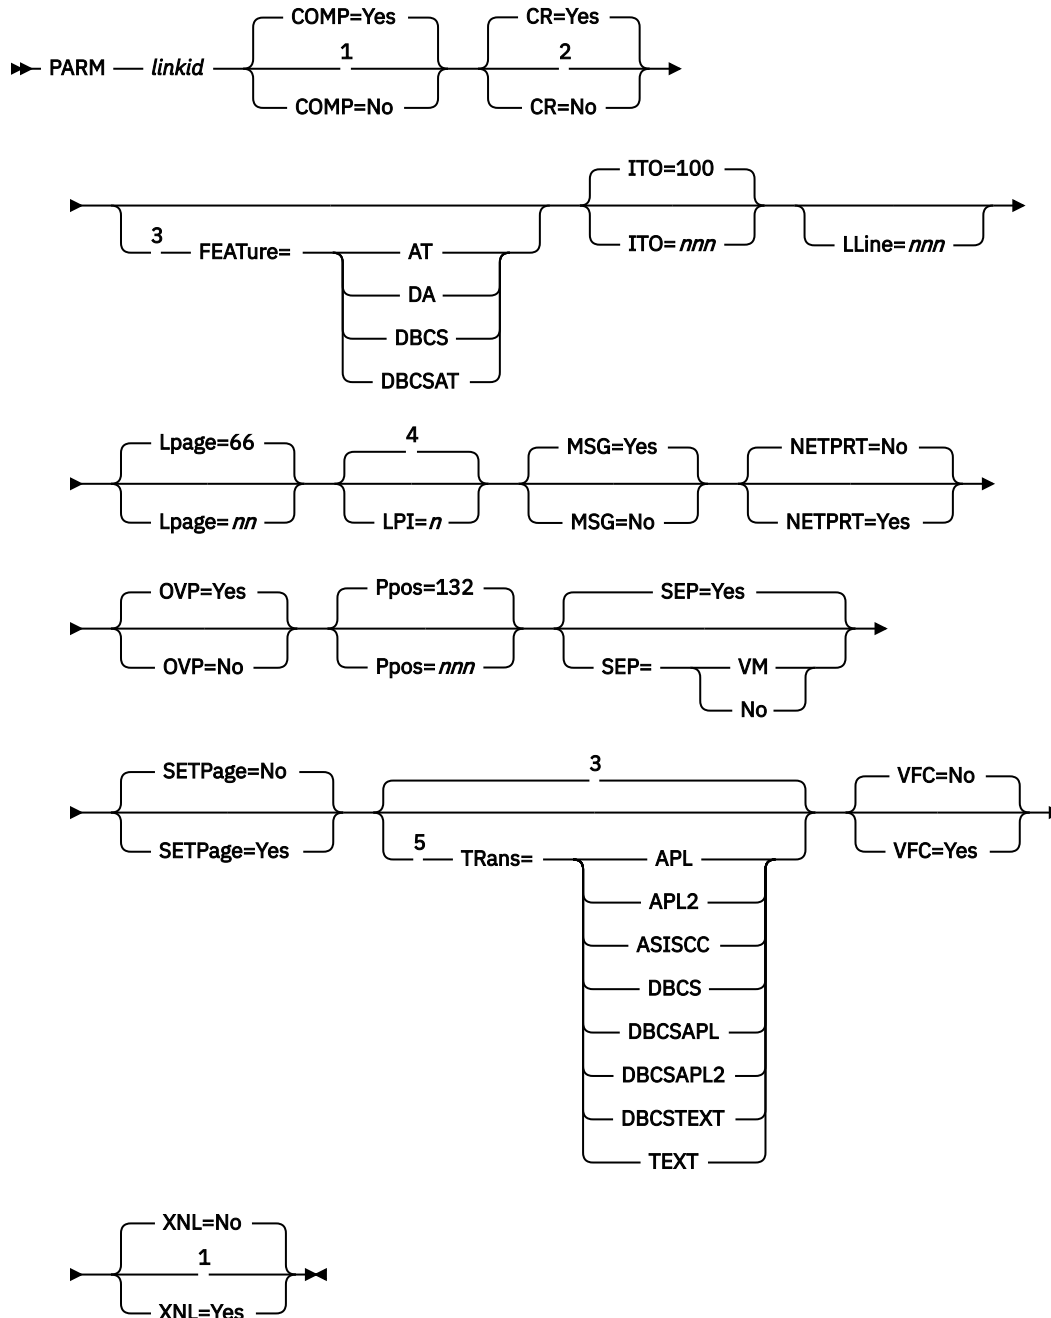 COMP=Yes CR=Yes
1 2
PARM linkid
COMP=No CR=No
ITO=100
3 FEATure= AT ITO=nnn LLine=nnn
DA
DBCS
DBCSAT
Lpage=66 4 MSG=Yes NETPRT=No
Lpage=nn LPI=n MSG=No NETPRT=Yes
OVP=Yes Ppos=132 SEP=Yes
OVP=No Ppos=nnn SEP= VM
No
SETPage=No 3 VFC=No
SETPage=Yes 5 TRans= APL VFC=Yes
APL2
ASISCC
DBCS
DBCSAPL
DBCSAPL2
DBCSTEXT
TEXT
XNL=No
1
XNL=Yes